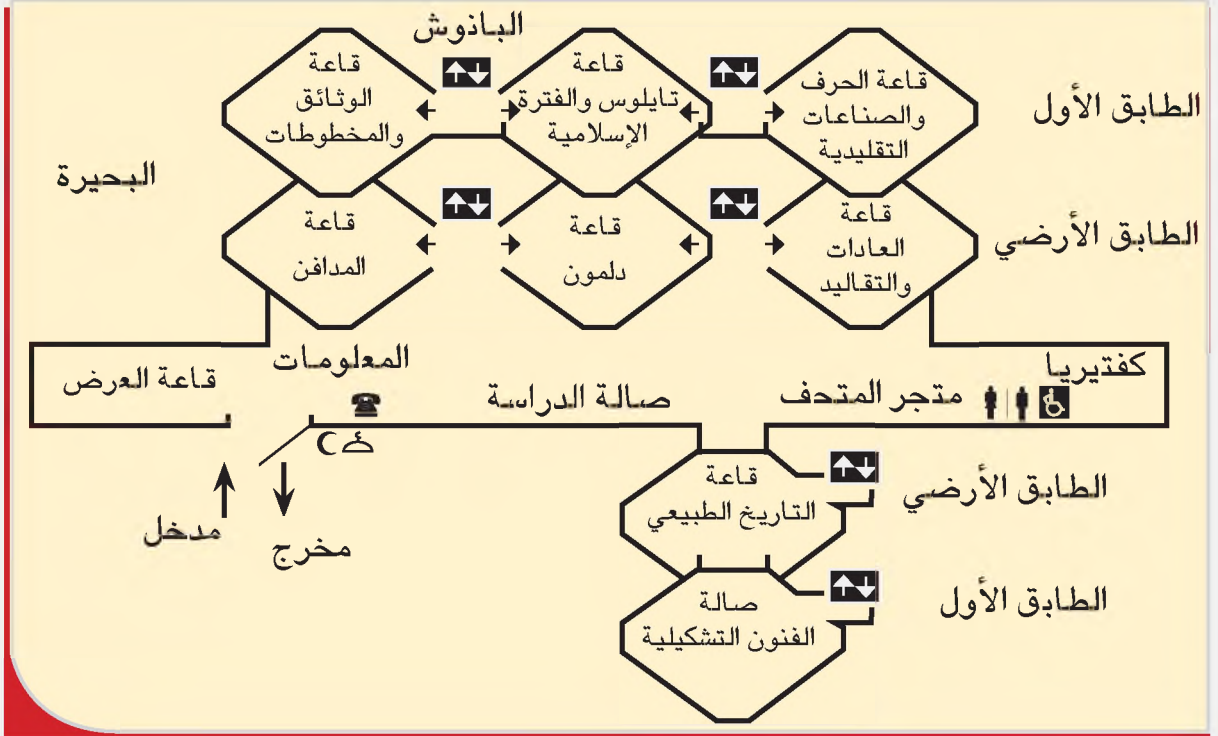 الباذوش
الطابق الأول
قاعة الحرف
والصناعات
التقليدية
قاعة
تايلوس والفترة
الإسلامية
قاعة
الوثائق
والمخطوطات
البحيرة
الطابق الأرضي
قاعة
العادات
والتقاليد
قاعة
دلمون
قاعة
المدافن
كفتيريا
متجر المتحف
صالة الدراسة
المعلومات
قاعة العرض
مدخل
مخرج
الطابق الأرضي
قاعة
التاريخ الطبيعي
الطابق الأول
صالة
الفنون التشكيلية